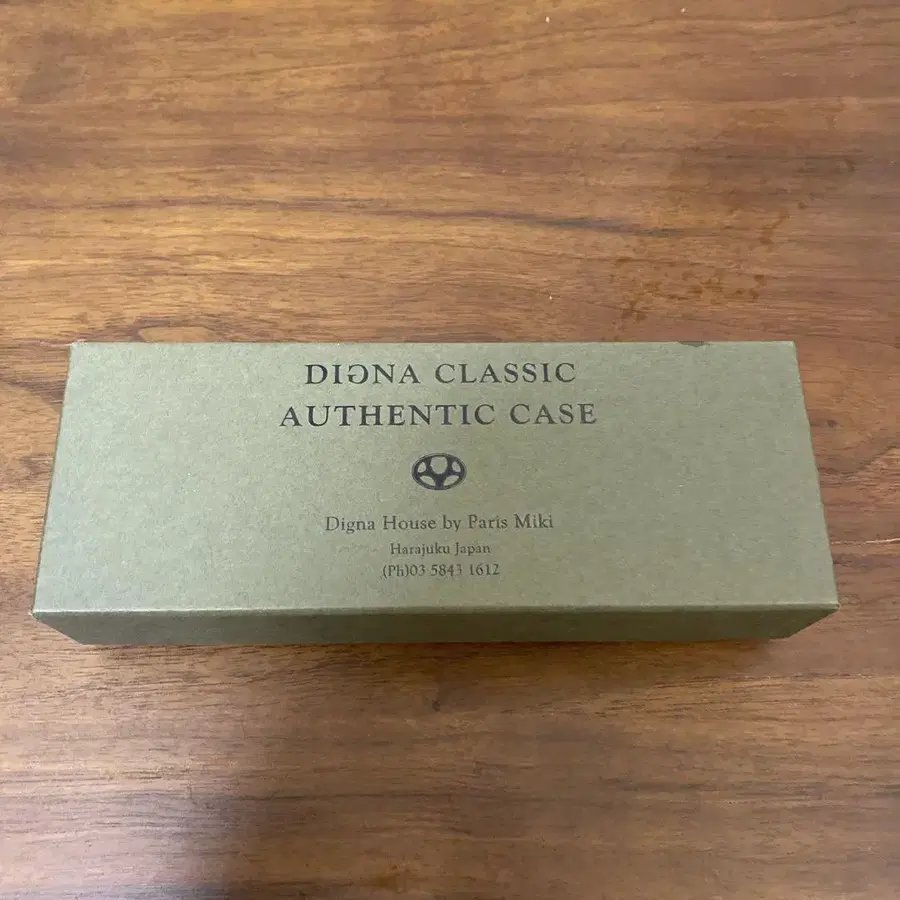 DIGNA CLASSIC
AUTHENTIC CASE
Digna House by Paris Miki
Harajuku Japan
(Ph)03 5843 1612